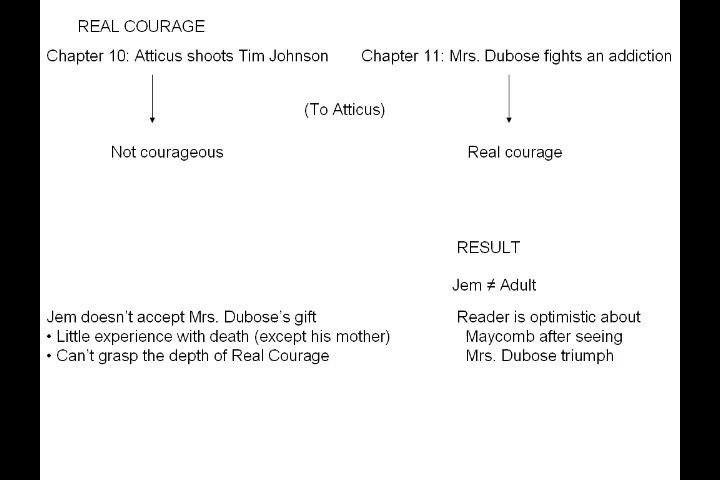 REAL COURAGE
Chapter 10: Atticus shoots Tim Johnson
Chapter 11: Mrs. Dubose fights an addiction
(To Atticus)
Not courageous
Real courage
RESULT
Jem ≠ Adult
Jem doesn't accept Mrs. Dubose's gift
• Little experience with death (except his mother)
• Can't grasp the depth of Real Courage
Reader is optimistic about
Maycomb after seeing
Mrs. Dubose triumph